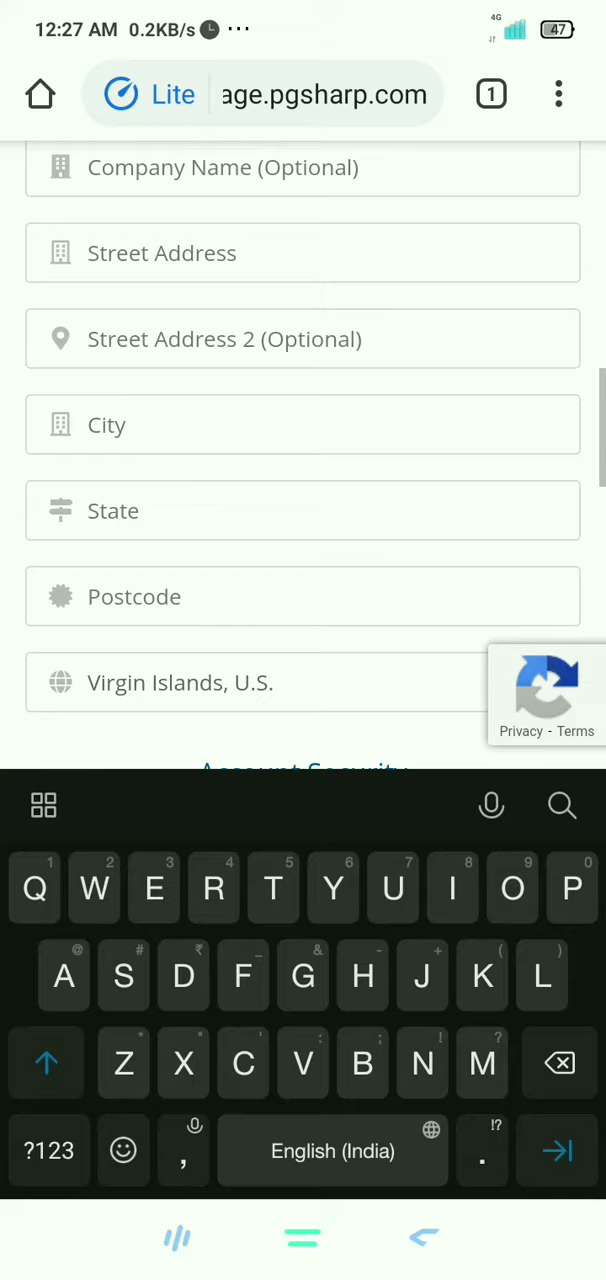 12:27 AM 0.2KB/s ... 4G 47
Lite age.pgsharp.com 1
Company Name (Optional)
Street Address
Street Address 2 (Optional)
City
State
Postcode
Virgin Islands, U.S.
Privacy - Terms
Account Security
1 2 3 4 5 6 7 8 9 0
Q W E R T Y U I O P
@ # ₹ _ & - + ( )
A S D F G H J K L
* " ' : ; ! ?
Z X C V B N M
!?
?123 , English (India) .